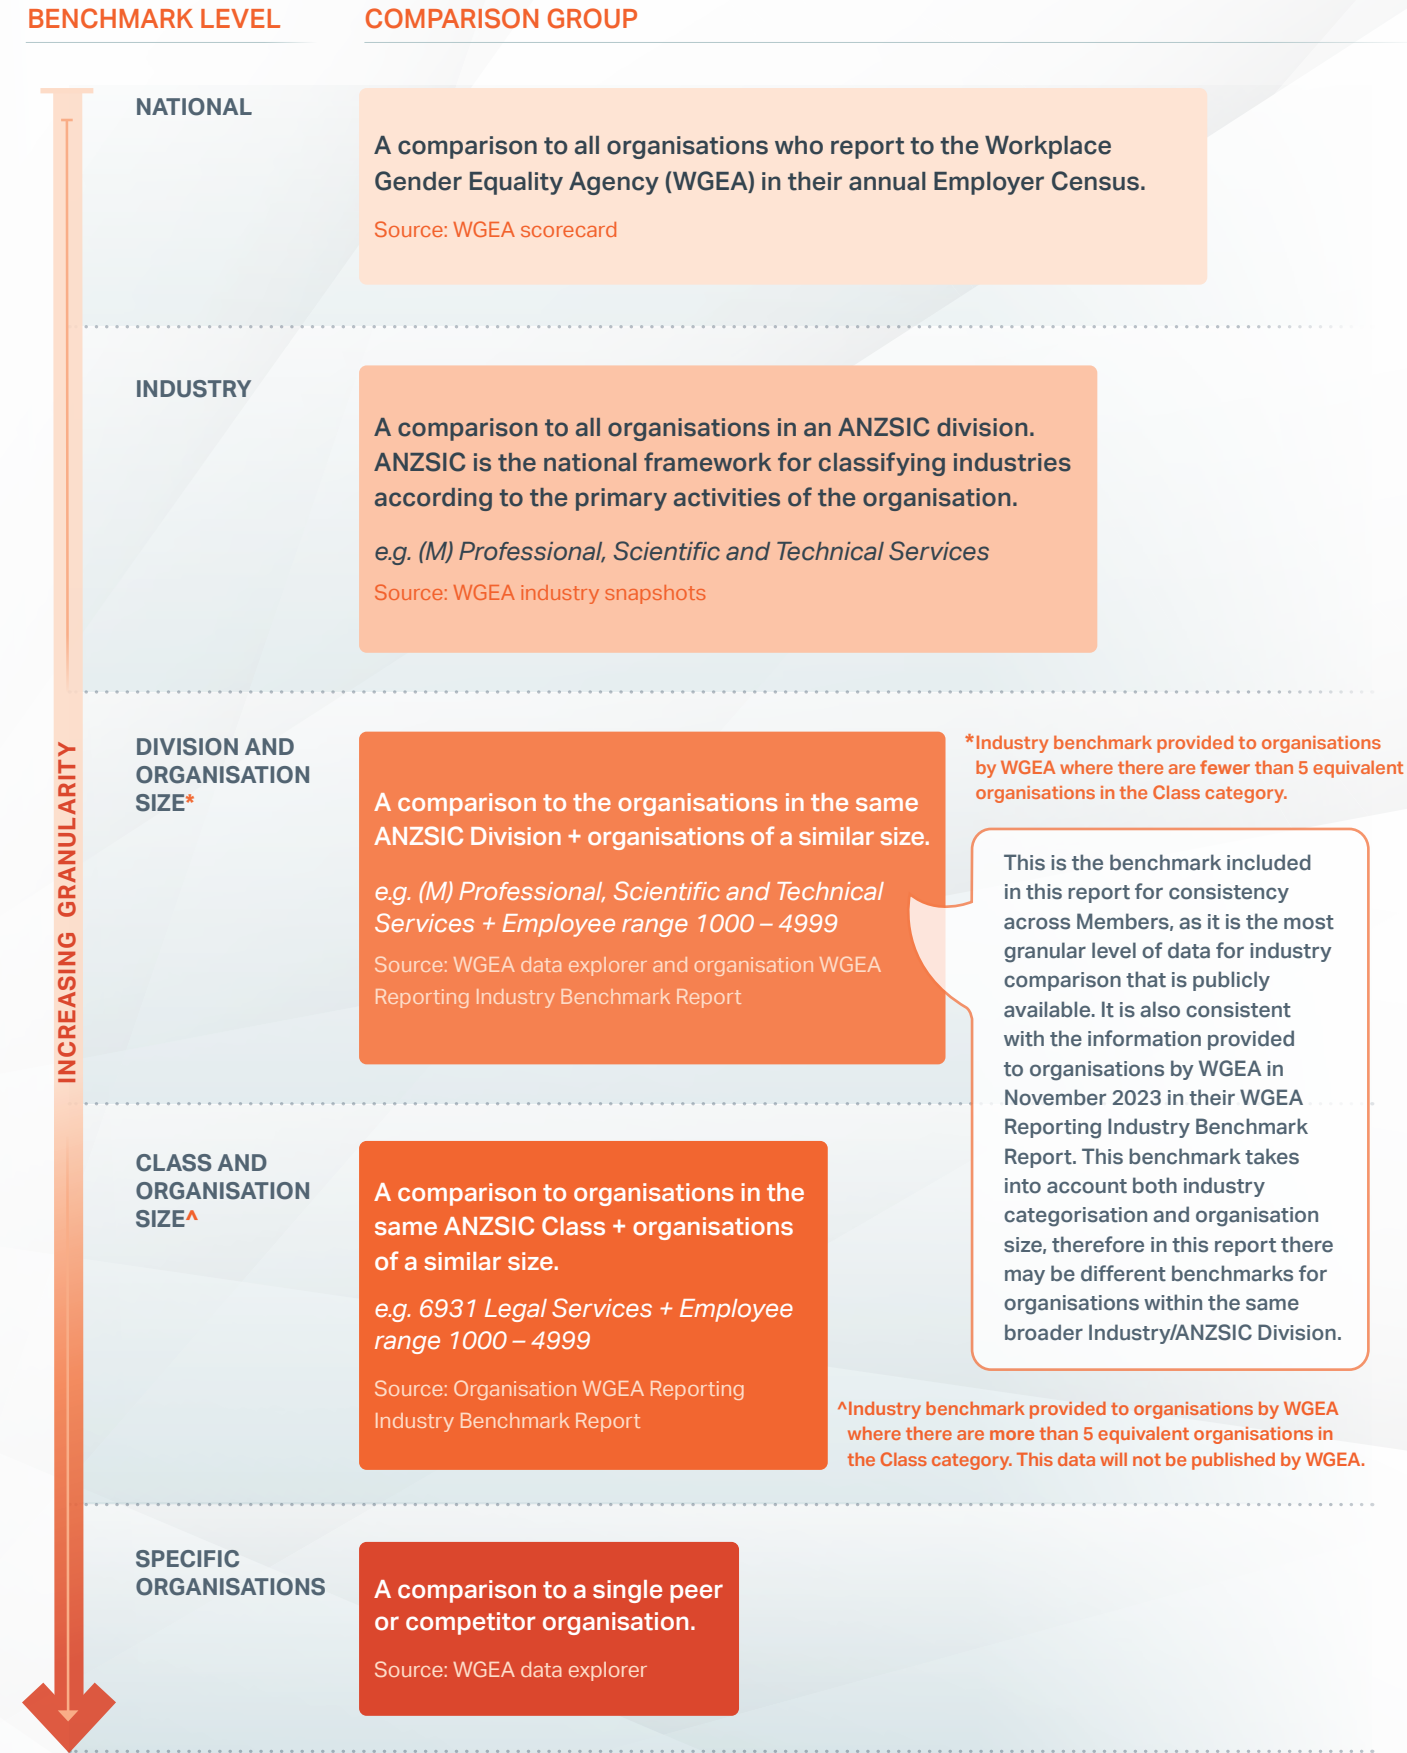 BENCHMARK LEVEL
COMPARISON GROUP
INCREASING GRANULARITY
NATIONAL
A comparison to all organisations who report to the Workplace
Gender Equality Agency (WGEA) in their annual Employer Census.
Source: WGEA scorecard
INDUSTRY
A comparison to all organisations in an ANZSIC division.
ANZSIC is the national framework for classifying industries
according to the primary activities of the organisation.
e.g. (M) Professional, Scientific and Technical Services
Source: WGEA industry snapshots
DIVISION AND
ORGANISATION
SIZE*
A comparison to the organisations in the same
ANZSIC Division + organisations of a similar size.
e.g. (M) Professional, Scientific and Technical
Services + Employee range 1000 – 4999
Source: WGEA data explorer and organisation WGEA
Reporting Industry Benchmark Report
*Industry benchmark provided to organisations
by WGEA where there are fewer than 5 equivalent
organisations in the Class category.
This is the benchmark included
in this report for consistency
across Members, as it is the most
granular level of data for industry
comparison that is publicly
available. It is also consistent
with the information provided
to organisations by WGEA in
November 2023 in their WGEA
Reporting Industry Benchmark
Report. This benchmark takes
into account both industry
categorisation and organisation
size, therefore in this report there
may be different benchmarks for
organisations within the same
broader Industry/ANZSIC Division.
CLASS AND
ORGANISATION
SIZE^
A comparison to organisations in the
same ANZSIC Class + organisations
of a similar size.
e.g. 6931 Legal Services + Employee
range 1000 – 4999
Source: Organisation WGEA Reporting
Industry Benchmark Report
^Industry benchmark provided to organisations by WGEA
where there are more than 5 equivalent organisations in
the Class category. This data will not be published by WGEA.
SPECIFIC
ORGANISATIONS
A comparison to a single peer
or competitor organisation.
Source: WGEA data explorer